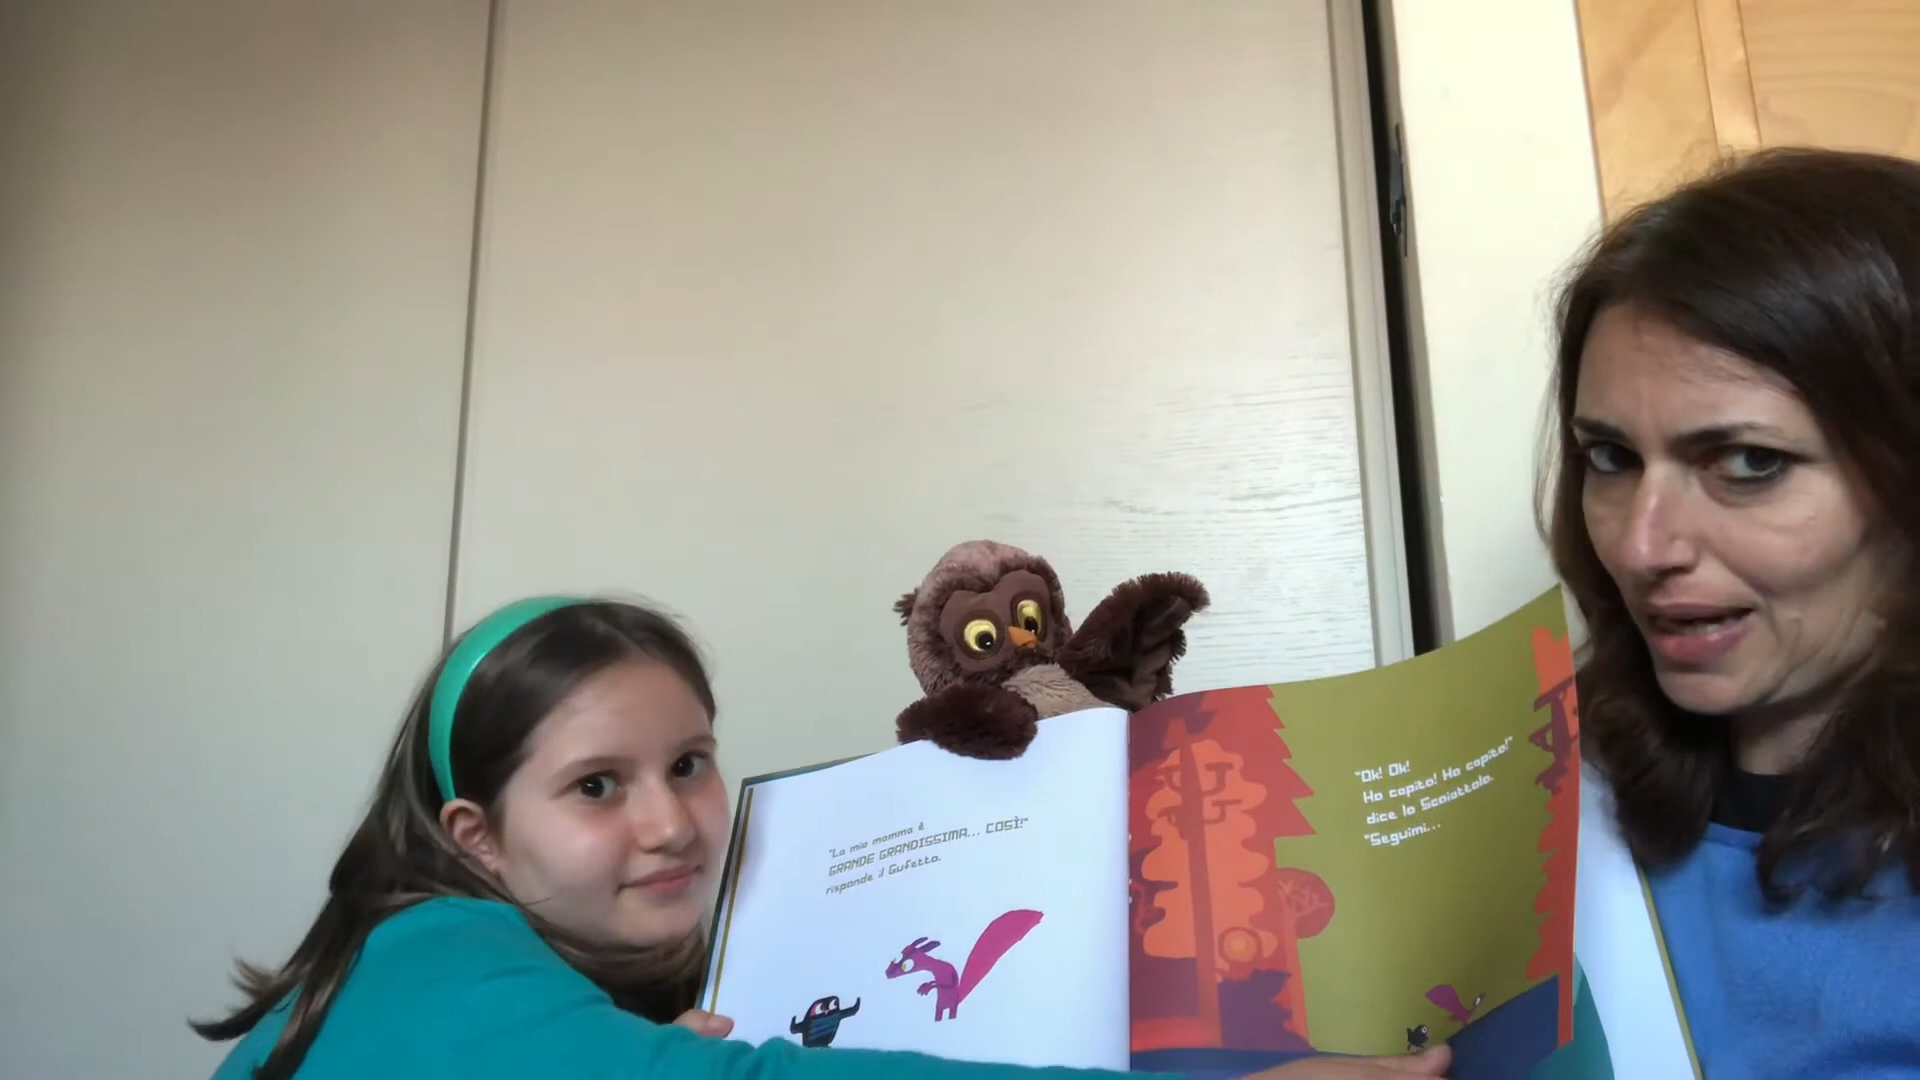 "La mia mamma è
GRANDE GRANDISSIMA... COSÌ!"
risponde il Gufetto.
"Ok! Ok!
Ho capito! Ho capito!"
dice lo Scoiattolo.
"Seguimi...